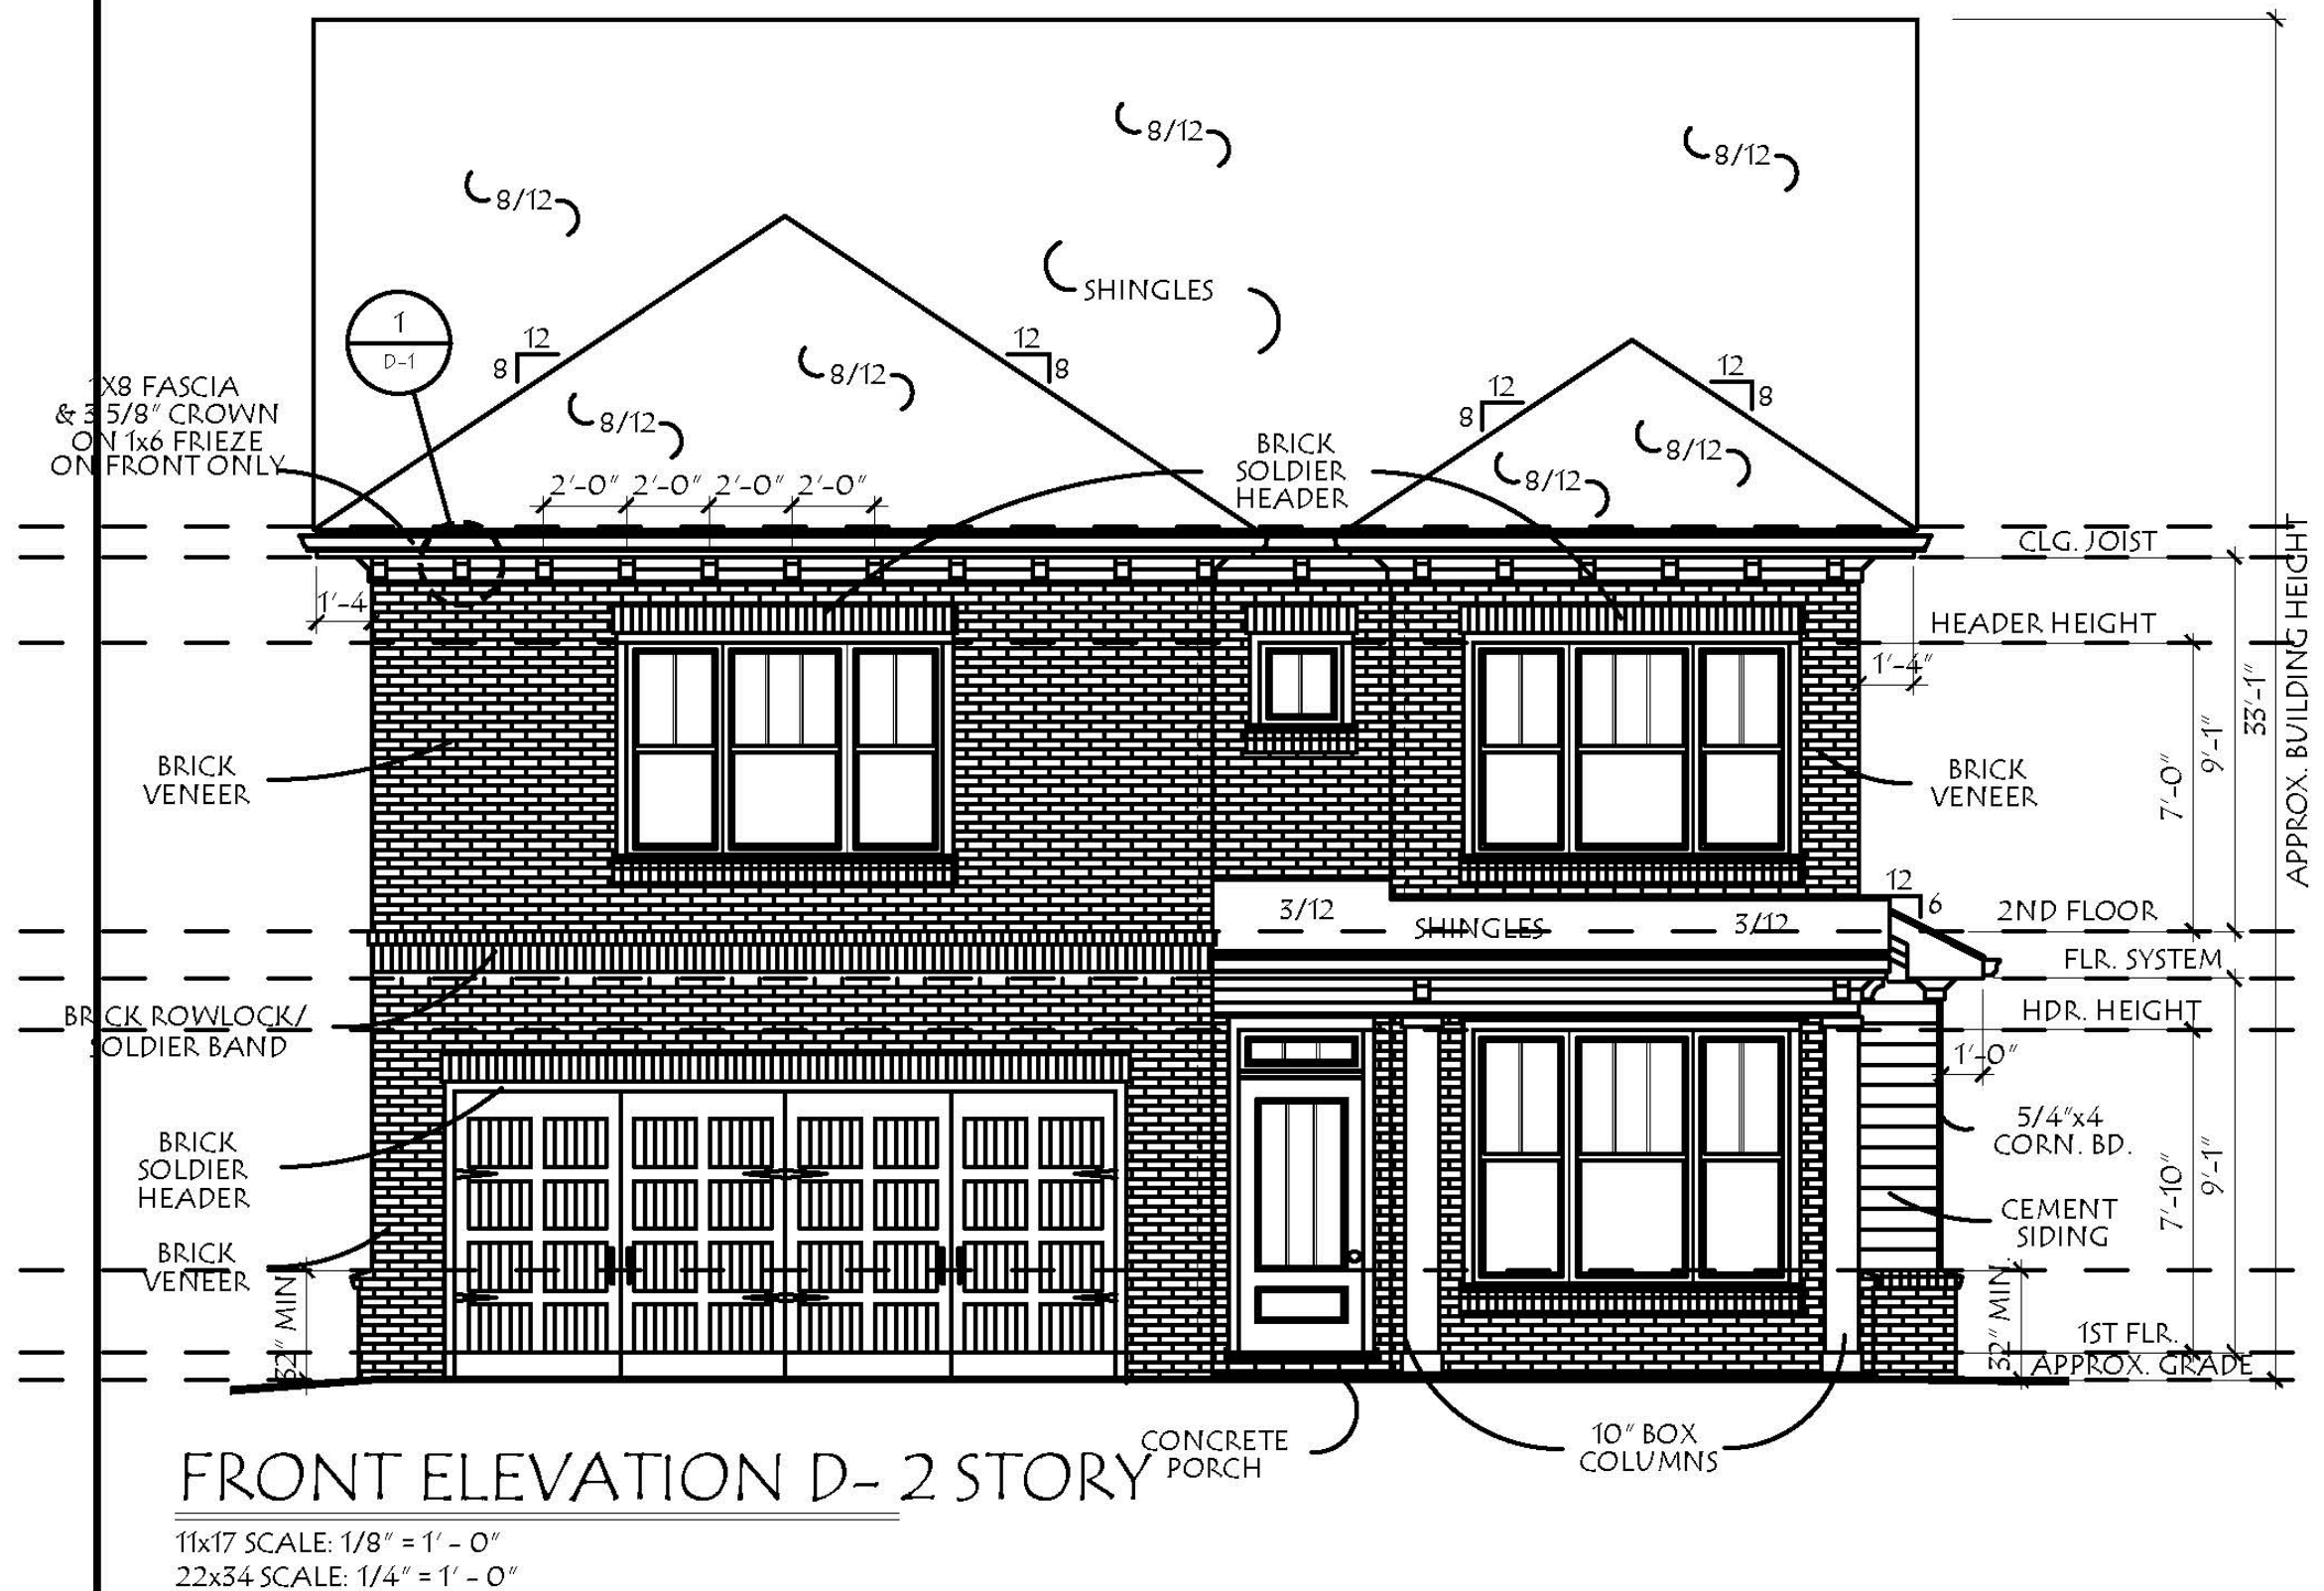 8/12
8/12
8/12
SHINGLES
1
D-1
12
8
12
8
12
8
12
8
8/12
8/12
8/12
8/12
1X8 FASCIA
& 3 5/8" CROWN
ON 1x6 FRIEZE
ON FRONT ONLY
BRICK
SOLDIER
HEADER
2'-0" 2'-0" 2'-0" 2'-0"
CLG. JOIST
1'-4
HEADER HEIGHT
1'-4"
APPROX. BUILDING HEIGHT
33'-1"
9'-1"
7'-0"
BRICK
VENEER
BRICK
VENEER
12
6
3/12
SHINGLES
3/12
2ND FLOOR
FLR. SYSTEM
HDR. HEIGHT
BRICK ROWLOCK/
SOLDIER BAND
1'-0"
5/4"x4
CORN. BD.
BRICK
SOLDIER
HEADER
7'-10"
9'-1"
CEMENT
SIDING
BRICK
VENEER
32" MIN
32" MIN.
1ST FLR.
APPROX. GRADE
CONCRETE
PORCH
10" BOX
COLUMNS
FRONT ELEVATION D- 2 STORY
11x17 SCALE: 1/8" = 1' - 0"
22x34 SCALE: 1/4" = 1' - 0"